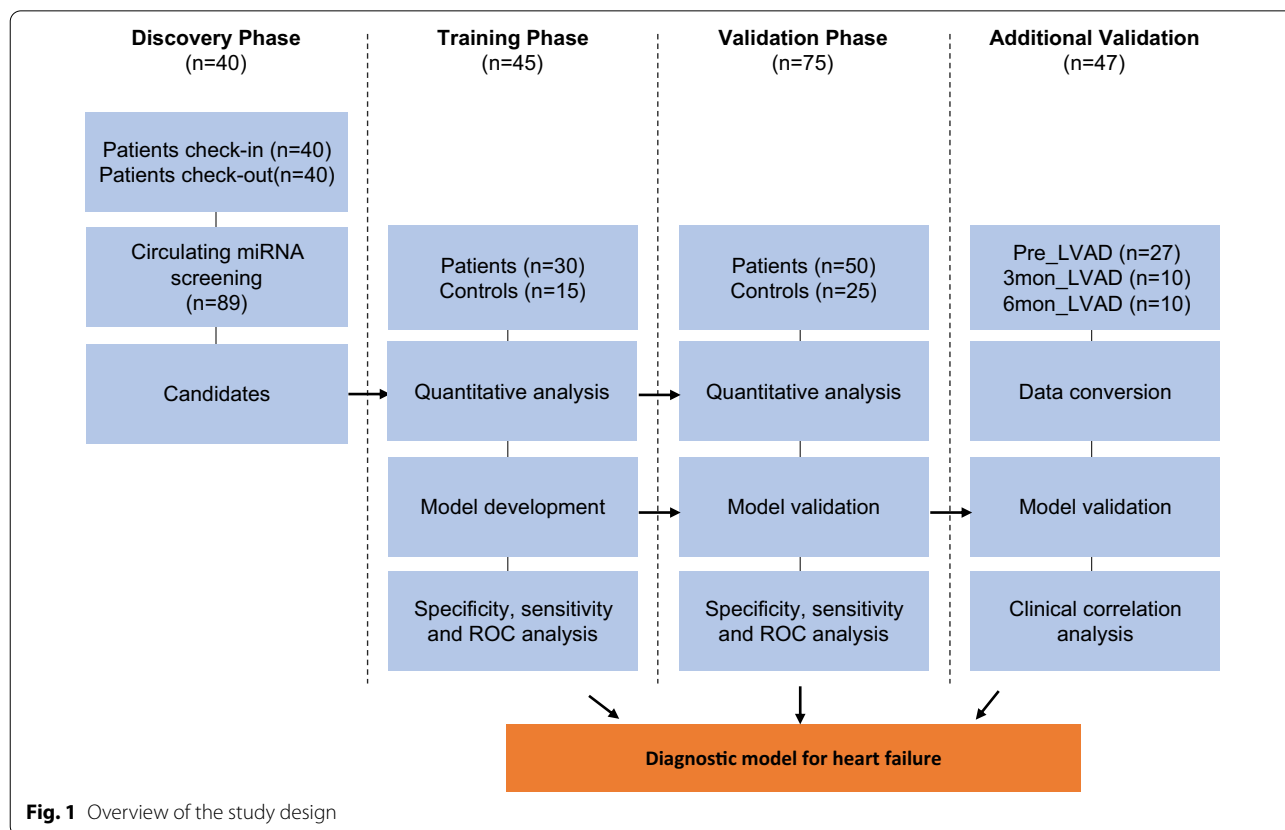 Discovery Phase
(n=40)
Training Phase
(n=45)
Validation Phase
(n=75)
Additional Validation
(n=47)
Patients check-in (n=40)
Patients check-out(n=40)
Circulating miRNA
screening
(n=89)
Candidates
Patients (n=30)
Controls (n=15)
Quantitative analysis
Model development
Specificity, sensitivity
and ROC analysis
Patients (n=50)
Controls (n=25)
Quantitative analysis
Model validation
Specificity, sensitivity
and ROC analysis
Pre_LVAD (n=27)
3mon_LVAD (n=10)
6mon_LVAD (n=10)
Data conversion
Model validation
Clinical correlation
analysis
Diagnostic model for heart failure
Fig. 1 Overview of the study design